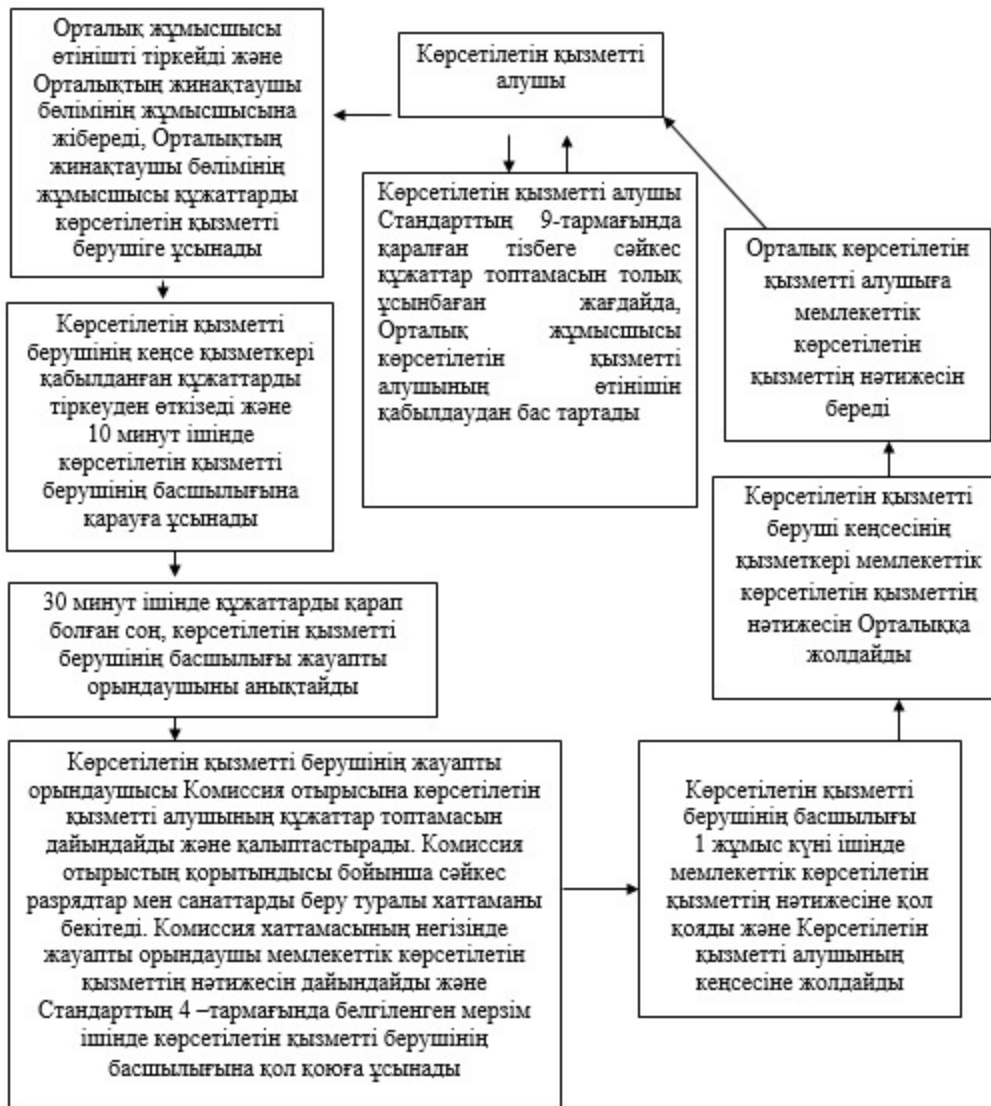 Орталық жұмысшысы
өтінішті тіркейді және
Орталықтың жинақтаушы
бөлімінің жұмысшысына
жібереді, Орталықтың
жинақтаушы бөлімінің
жұмысшысы құжаттарды
көрсетілетін қызметті
берушіге ұсынады
Көрсетілетін қызметті
алушы
Көрсетілетін қызметті алушы
Стандарттың 9-тармағында
қаралған тізбеге сәйкес
құжаттар топтамасын толық
ұсынбаған жағдайда,
Орталық жұмысшысы
көрсетілетін қызметті
алушының өтінішін
қабылдаудан бас тартады
Орталық көрсетілетін
қызметті алушыға
мемлекеттік
көрсетілетін
қызметтің нәтижесін
береді
Көрсетілетін қызметті
берушінің кеңсе қызметкері
қабылданған құжаттарды
тіркеуден өткізеді және
10 минут ішінде
көрсетілетін қызметті
берушінің басшылығына
қарауға ұсынады
Көрсетілетін қызметті
беруші кеңсесінің
қызметкері мемлекеттік
көрсетілетін қызметтің
нәтижесін Орталыққа
жолдайды
30 минут ішінде құжаттарды қарап
болған соң, көрсетілетін қызметті
берушінің басшылығы жауапты
орындаушыны анықтайды
Көрсетілетін қызметті берушінің жауапты
орындаушысы Комиссия отырысына көрсетілетін
қызметті алушының құжаттар топтамасын
дайындайды және қалыптастырады. Комиссия
отырыстың қорытындысы бойынша сәйкес
разрядтар мен санаттарды беру туралы хаттаманы
бекітеді. Комиссия хаттамасының негізінде
жауапты орындаушы мемлекеттік көрсетілетін
қызметтің нәтижесін дайындайды және
Стандарттың 4 –тармағында белгіленген мерзім
ішінде көрсетілетін қызметті берушінің
басшылығына қол қоюға ұсынады
Көрсетілетін қызметті
берушінің басшылығы
1 жұмыс күні ішінде
мемлекеттік көрсетілетін
қызметтің нәтижесіне қол
қояды және Көрсетілетін
қызметті алушының
кеңсесіне жолдайды